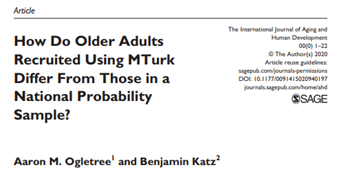 Article
How Do Older Adults
Recruited Using MTurk
Differ From Those in a
National Probability
Sample?
The International Journal of Aging and
Human Development
00(0) 1–22
© The Author(s) 2020
Article reuse guidelines:
sagepub.com/journals-permissions
DOI: 10.1177/0091415020940197
journals.sagepub.com/home/ahd
SAGE
Aaron M. Ogletree1 and Benjamin Katz2